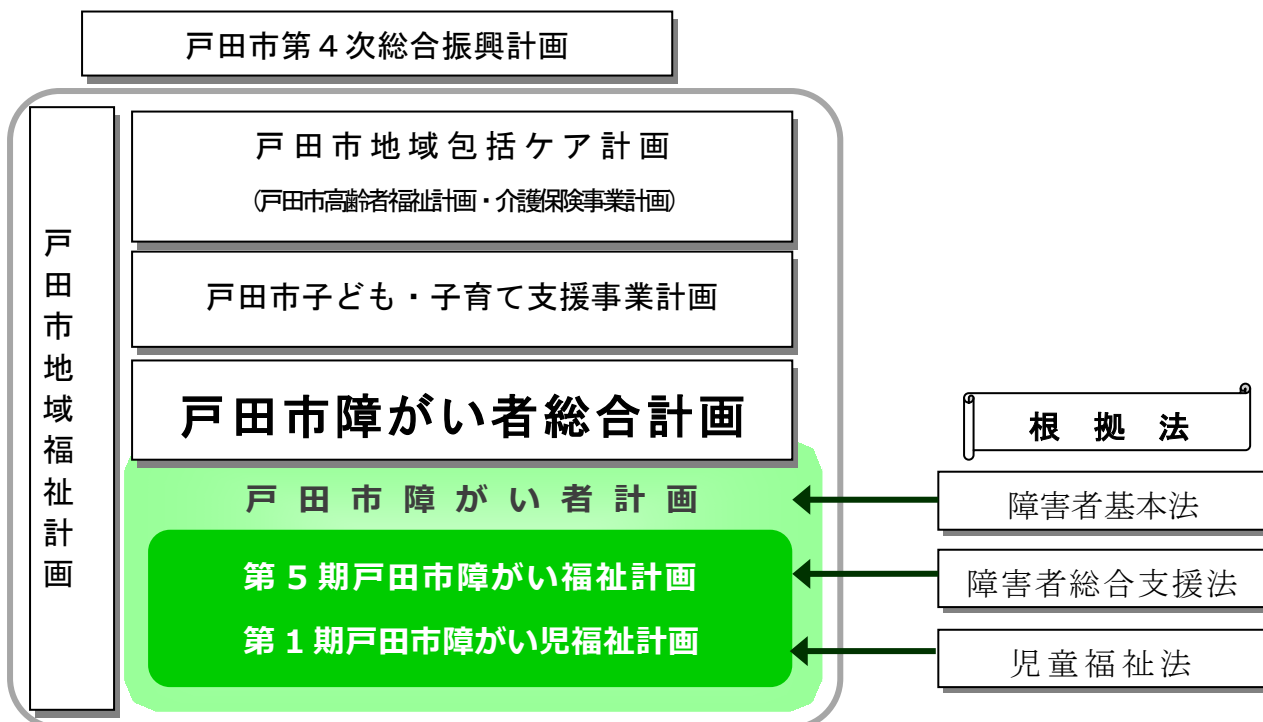 戸田市第４次総合振興計画
戸田市地域福祉計画
戸田市地域包括ケア計画
（戸田市高齢者福祉計画・介護保険事業計画）
戸田市子ども・子育て支援事業計画
戸田市障がい者総合計画
戸田市障がい者計画
第５期戸田市障がい福祉計画
第１期戸田市障がい児福祉計画
根拠法
障害者基本法
障害者総合支援法
児童福祉法